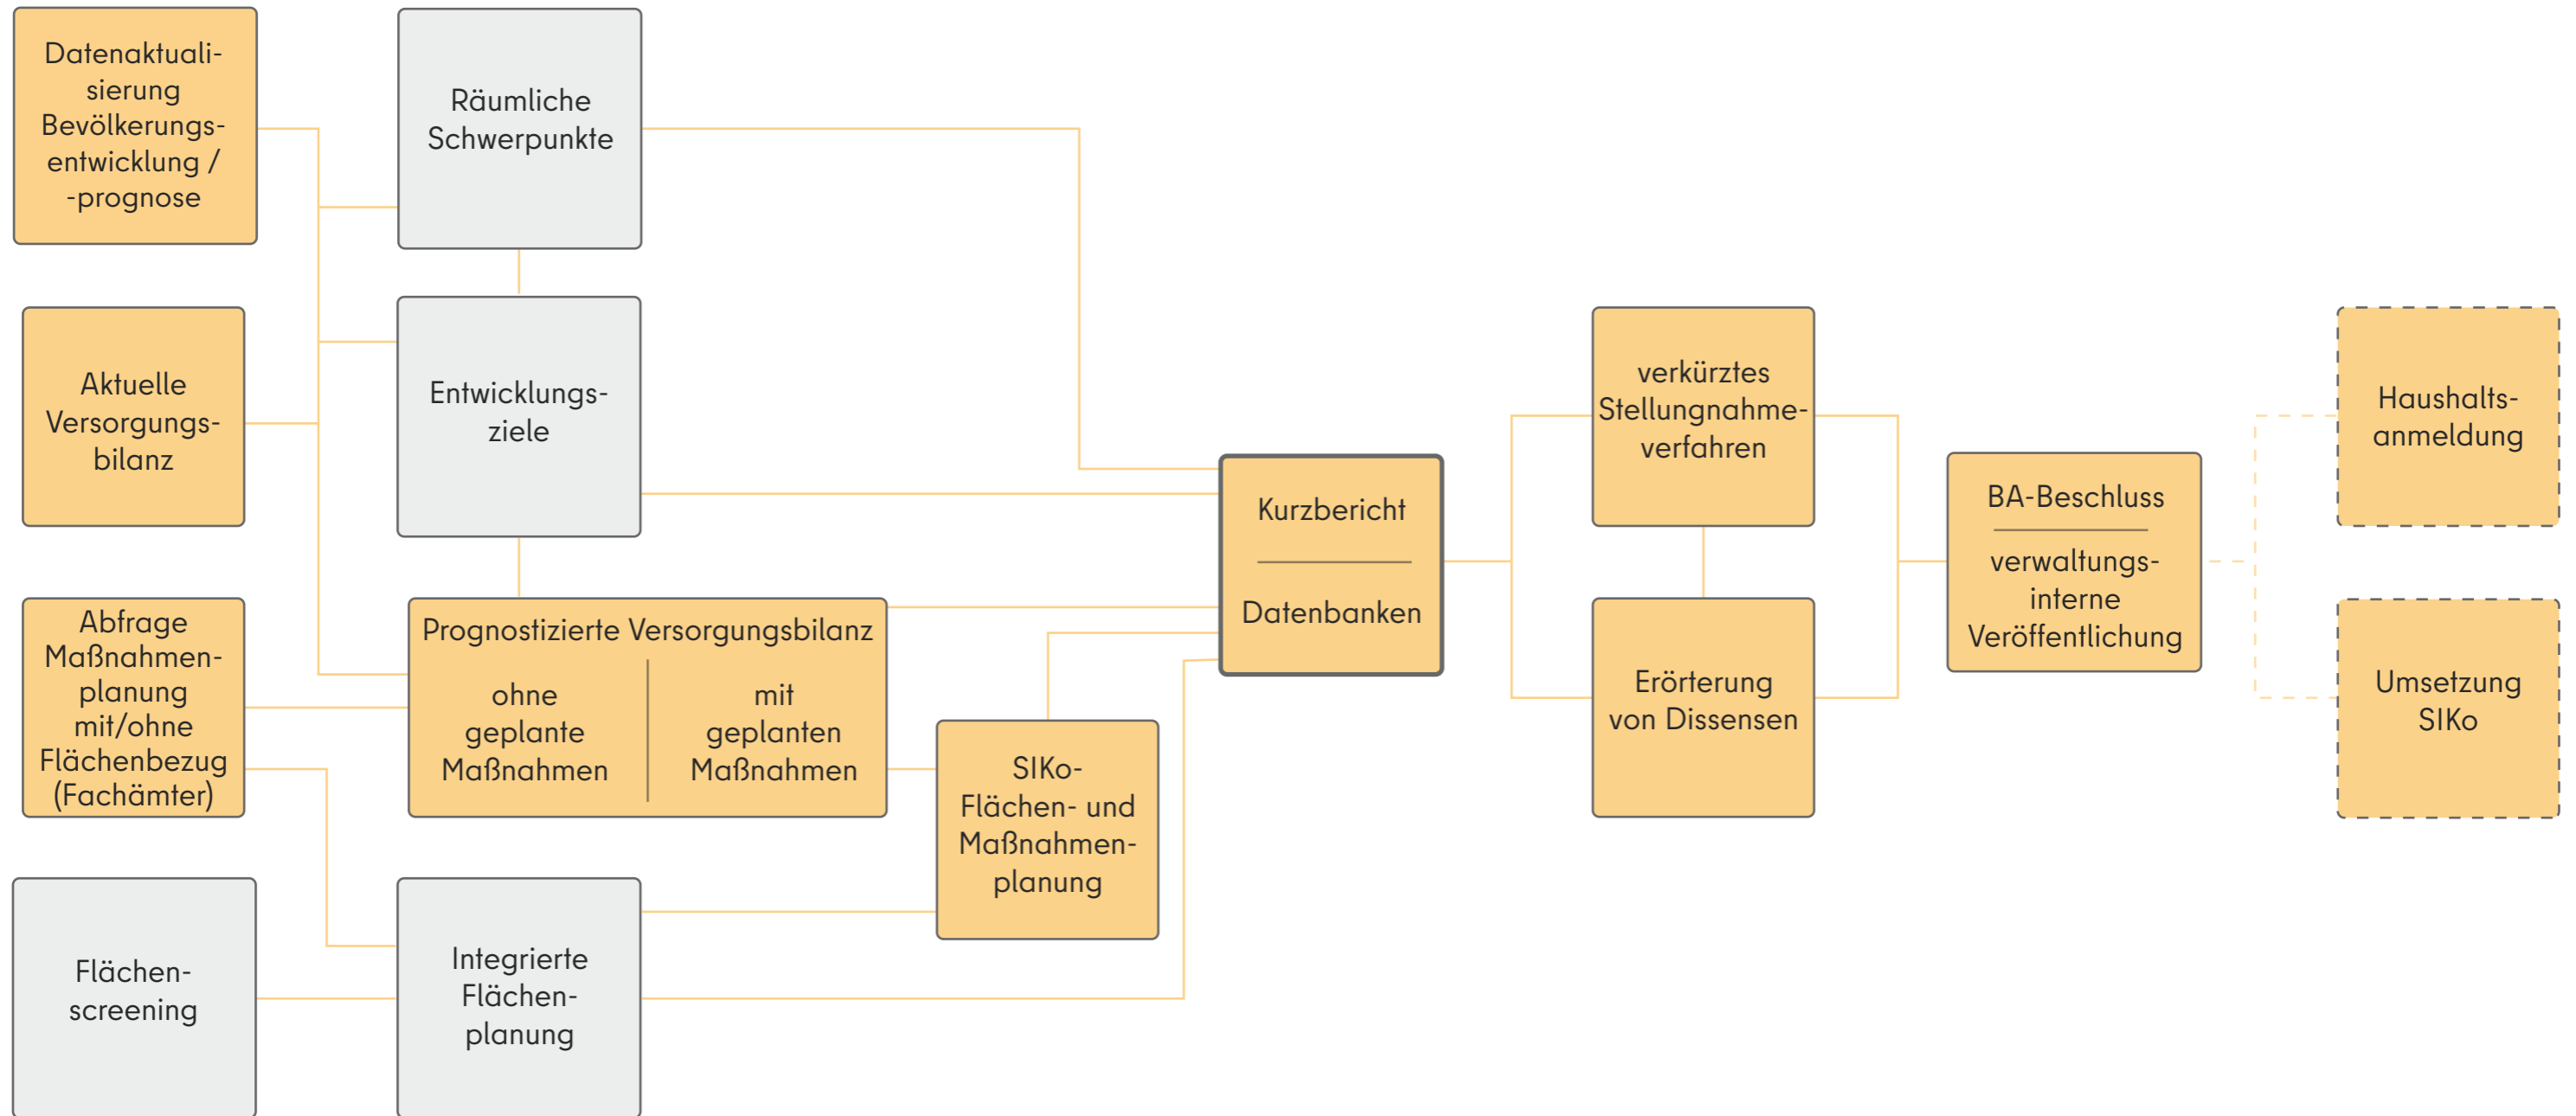 Datenaktuali-
sierung
Bevölkerungs-
entwicklung /
-prognose
Räumliche
Schwerpunkte
Aktuelle
Versorgungs-
bilanz
Entwicklungs-
ziele
Abfrage
Maßnahmen-
planung
mit/ohne
Flächenbezug
(Fachämter)
Prognostizierte Versorgungsbilanz
ohne
geplante
Maßnahmen
mit
geplanten
Maßnahmen
Flächen-
screening
Integrierte
Flächen-
planung
SIKo-
Flächen- und
Maßnahmen-
planung
Kurzbericht
Datenbanken
verkürztes
Stellungnahme-
verfahren
Erörterung
von Dissensen
BA-Beschluss
verwaltungs-
interne
Veröffentlichung
Haushalts-
anmeldung
Umsetzung
SIKo